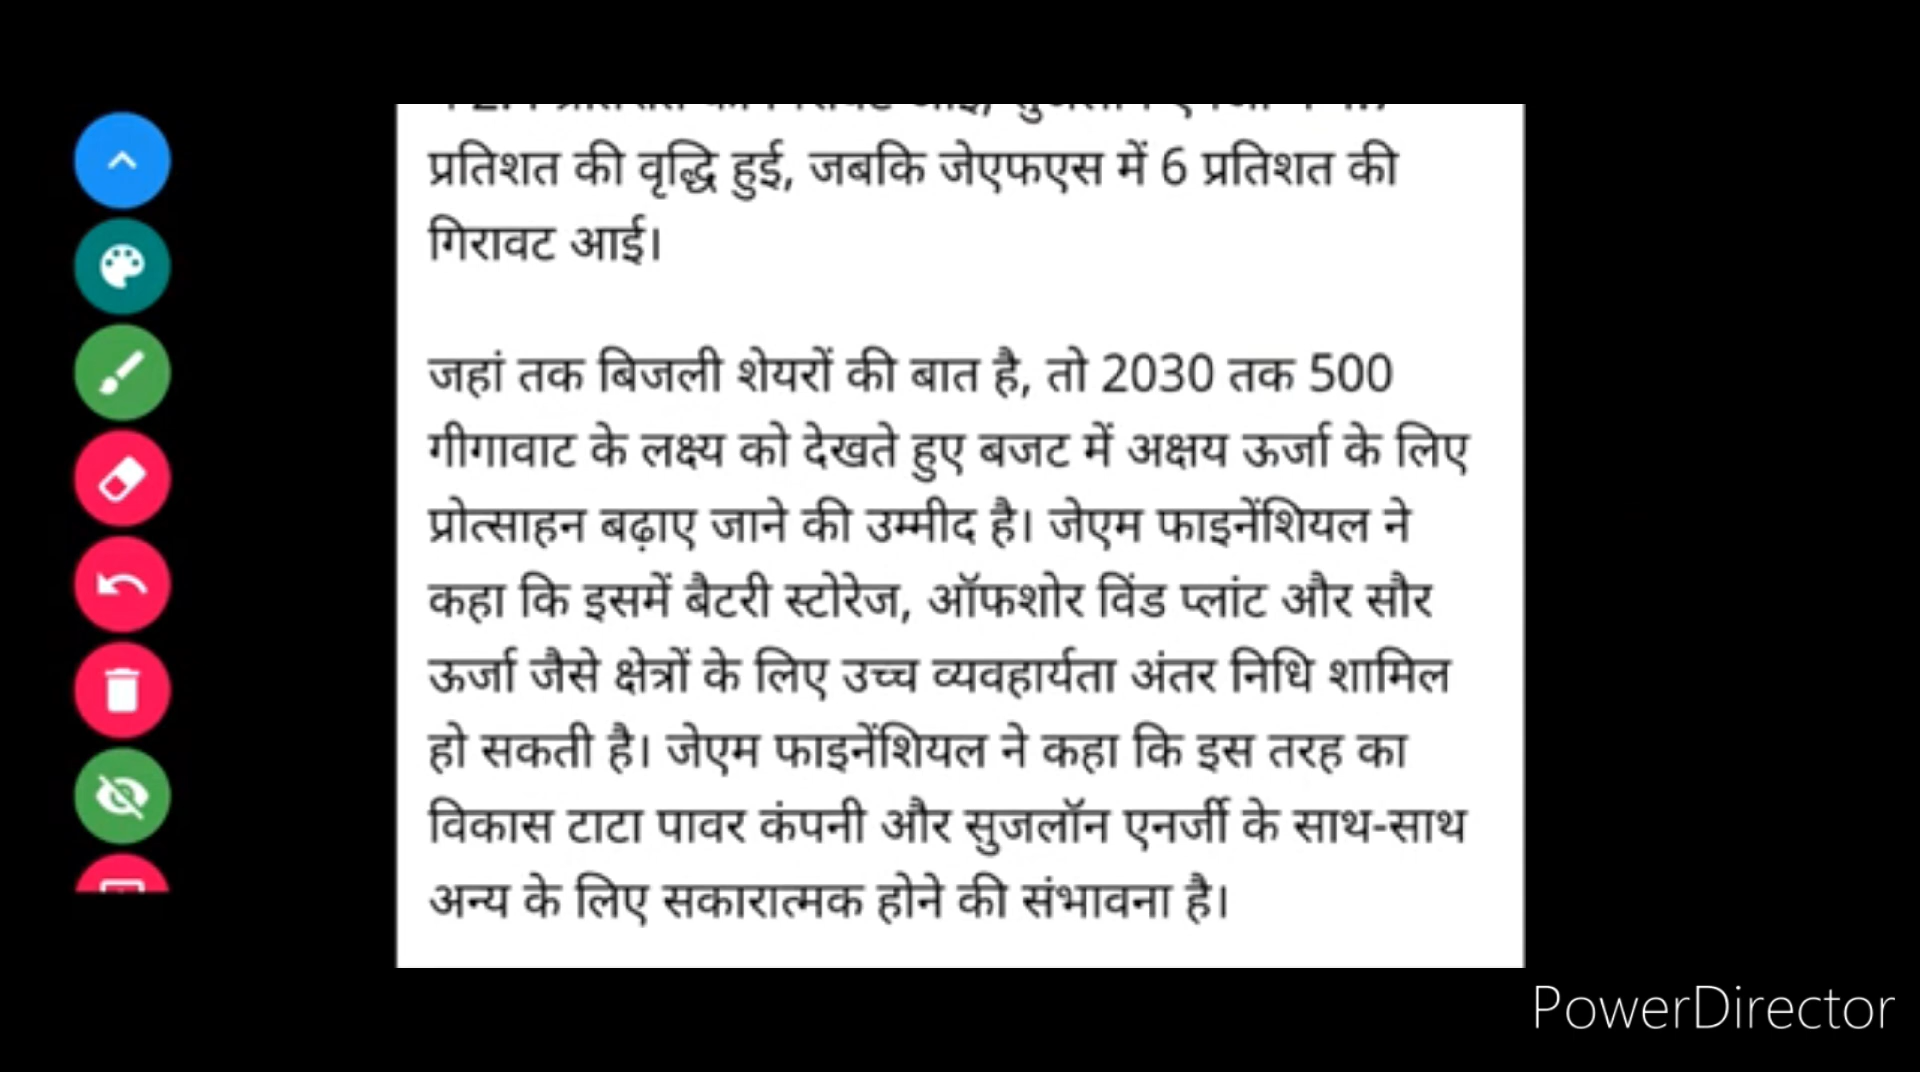 प्रतिशत की वृद्धि हुई, जबकि जेएफएस में 6 प्रतिशत की
गिरावट आई।
जहां तक बिजली शेयरों की बात है, तो 2030 तक 500
गीगावाट के लक्ष्य को देखते हुए बजट में अक्षय ऊर्जा के लिए
प्रोत्साहन बढ़ाए जाने की उम्मीद है। जेएम फाइनेंशियल ने
कहा कि इसमें बैटरी स्टोरेज, ऑफशोर विंड प्लांट और सौर
ऊर्जा जैसे क्षेत्रों के लिए उच्च व्यवहार्यता अंतर निधि शामिल
हो सकती है। जेएम फाइनेंशियल ने कहा कि इस तरह का
विकास टाटा पावर कंपनी और सुजलॉन एनर्जी के साथ-साथ
अन्य के लिए सकारात्मक होने की संभावना है।
PowerDirector